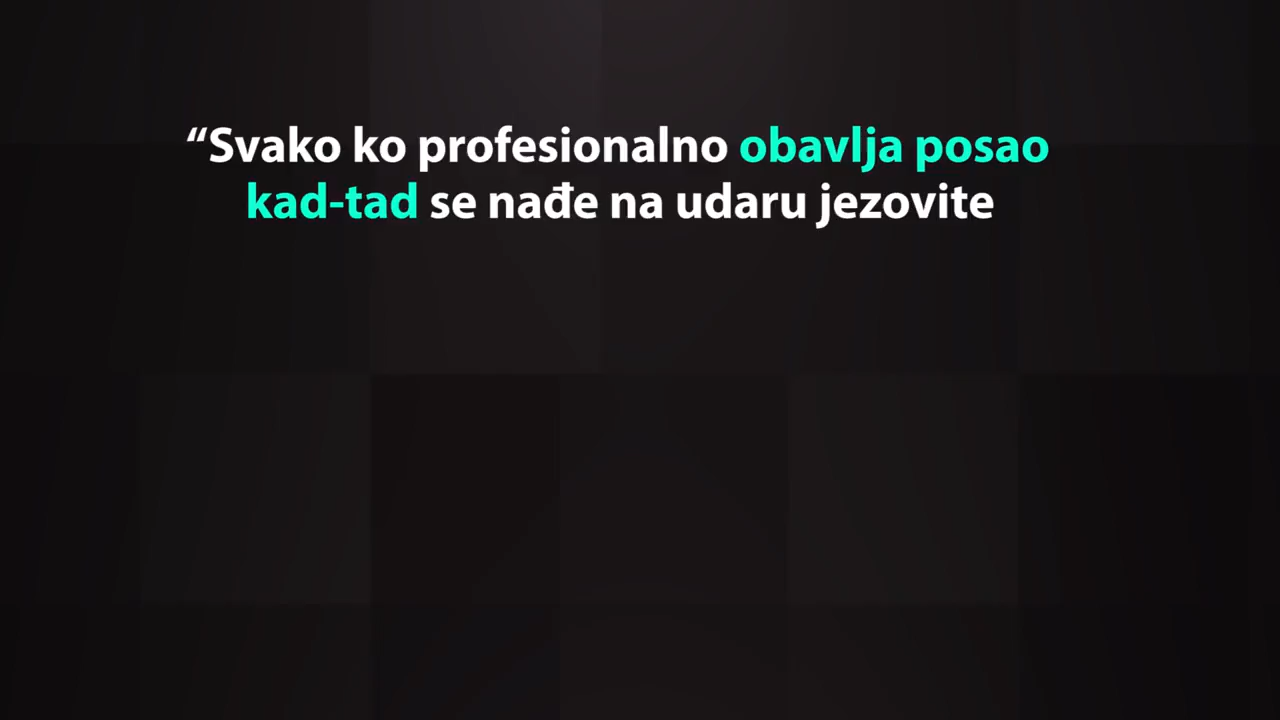 “Svako ko profesionalno obavlja posao
kad-tad se nađe na udaru jezovite